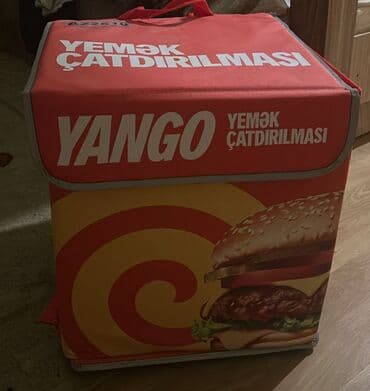 YEMƏK
ÇATDIRILMASI
YANGO
YEMƏK
ÇATDIRILMASI